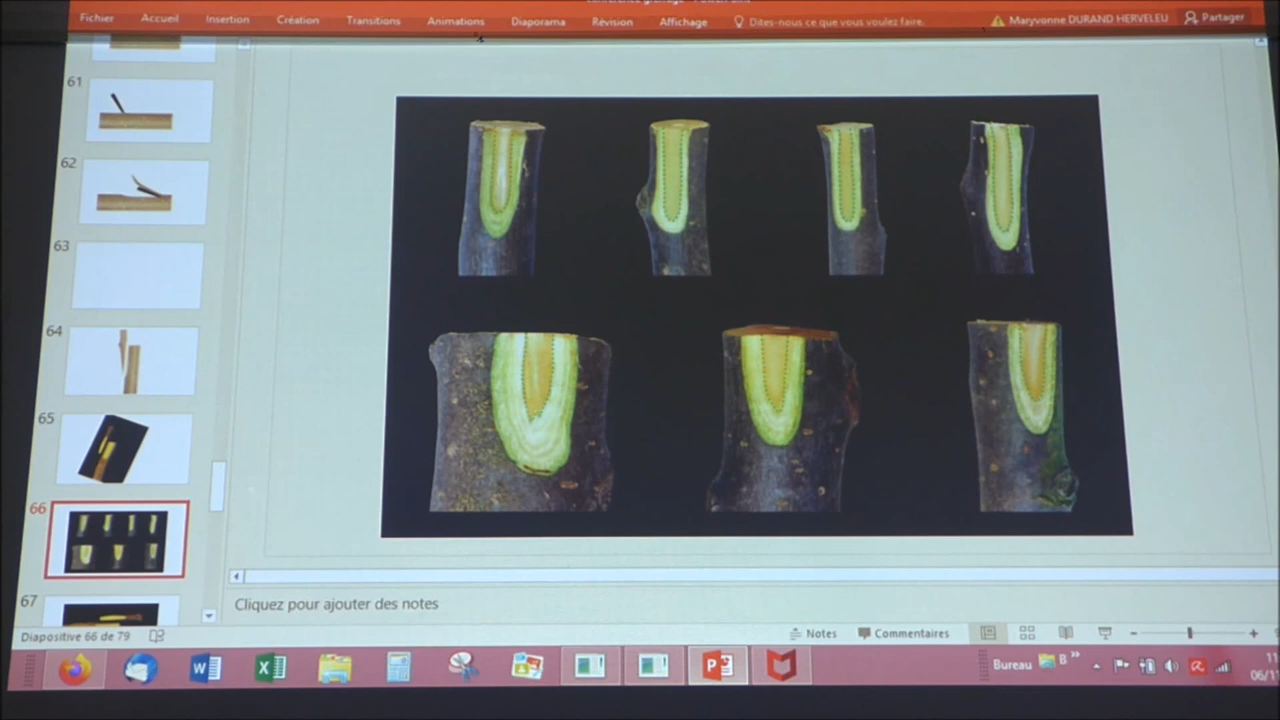 Fichier Accueil Insertion Création Transitions Animations Diaporama Révision Affichage Dites-nous ce que vous voulez faire. Maryvonne DURAND HERVELEU Partager
61
62
63
64
65
66
67
Cliquez pour ajouter des notes
Diapositive 66 de 79 Notes Commentaires
Bureau B »